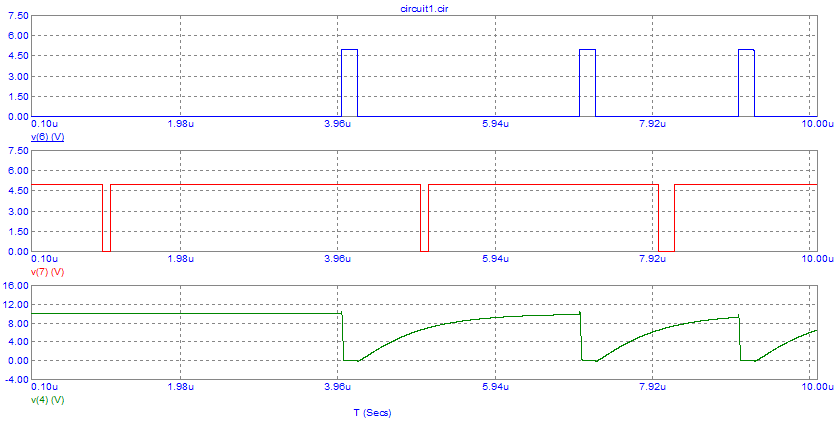 circuit1.cir
7.50
6.00
4.50
3.00
1.50
0.00
0.10u 1.98u 3.96u 5.94u 7.92u 10.00u
v(6) (V)
7.50
6.00
4.50
3.00
1.50
0.00
0.10u 1.98u 3.96u 5.94u 7.92u 10.00u
v(7) (V)
16.00
12.00
8.00
4.00
0.00
-4.00
0.10u 1.98u 3.96u 5.94u 7.92u 10.00u
v(4) (V)
T (Secs)